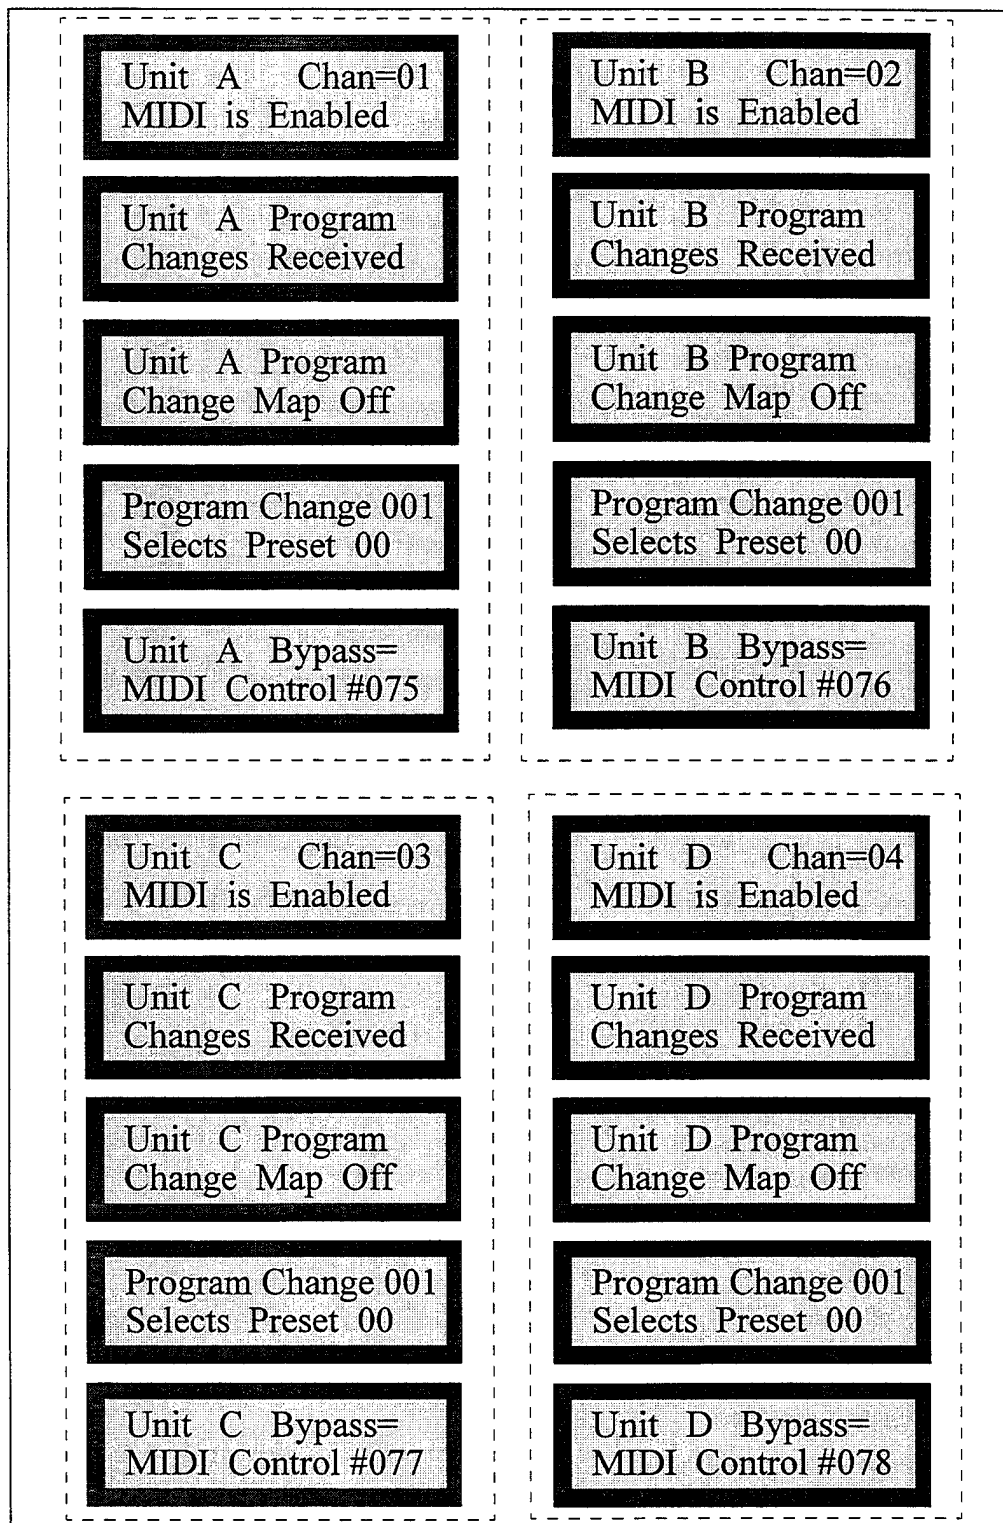 Unit A Chan=01
MIDI is Enabled
Unit A Program
Changes Received
Unit A Program
Change Map Off
Program Change 001
Selects Preset 00
Unit A Bypass=
MIDI Control #075
Unit B Chan=02
MIDI is Enabled
Unit B Program
Changes Received
Unit B Program
Change Map Off
Program Change 001
Selects Preset 00
Unit B Bypass=
MIDI Control #076
Unit C Chan=03
MIDI is Enabled
Unit C Program
Changes Received
Unit C Program
Change Map Off
Program Change 001
Selects Preset 00
Unit C Bypass=
MIDI Control #077
Unit D Chan=04
MIDI is Enabled
Unit D Program
Changes Received
Unit D Program
Change Map Off
Program Change 001
Selects Preset 00
Unit D Bypass=
MIDI Control #078